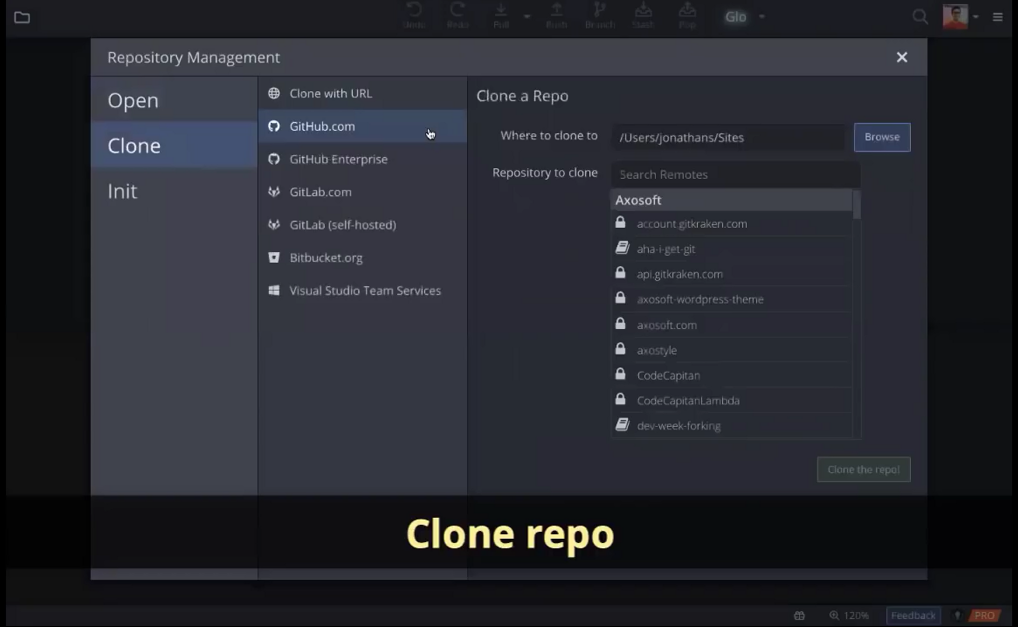 Undo Redo Pull Push Branch Stash Pop Glo
Repository Management
Open
Clone
Init
Clone with URL
GitHub.com
GitHub Enterprise
GitLab.com
GitLab (self-hosted)
Bitbucket.org
Visual Studio Team Services
Clone a Repo
Where to clone to /Users/jonathans/Sites Browse
Repository to clone Search Remotes
Axosoft
account.gitkraken.com
aha-i-get-git
api.gitkraken.com
axosoft-wordpress-theme
axosoft.com
axostyle
CodeCapitan
CodeCapitanLambda
dev-week-forking
Clone the repo!
Clone repo
120% Feedback PRO